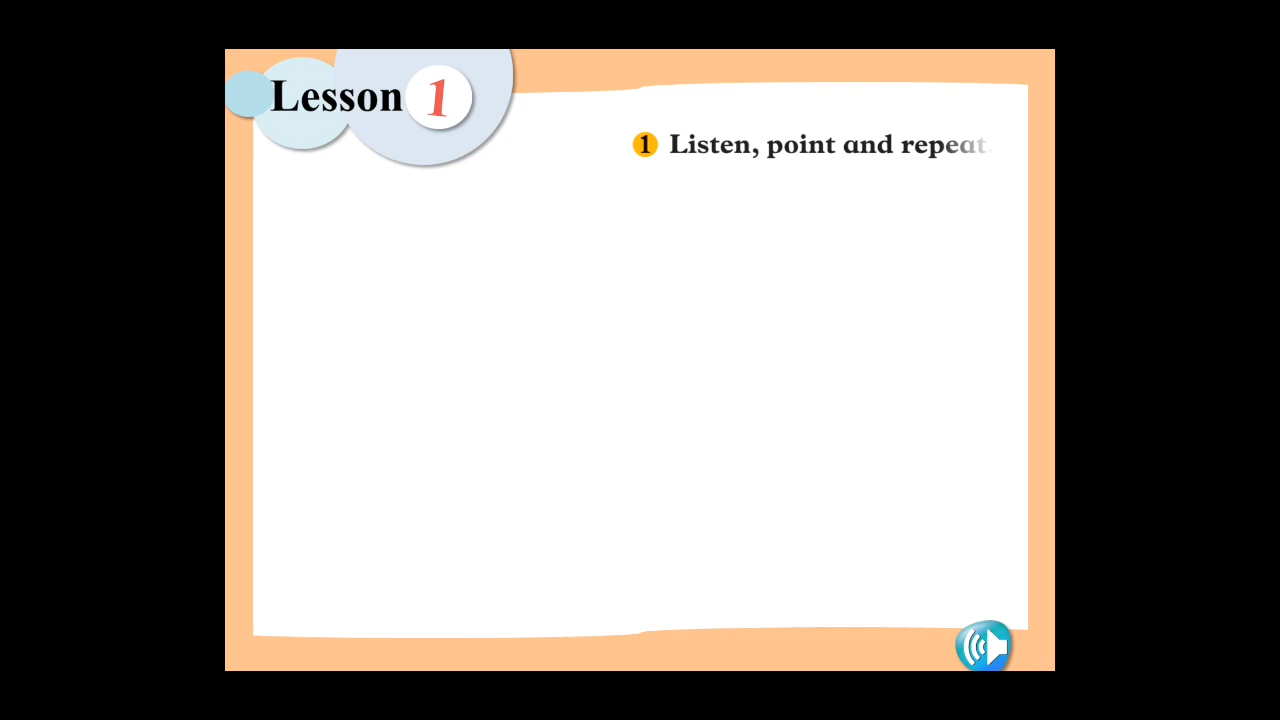 Lesson 1
1 Listen, point and repeat.